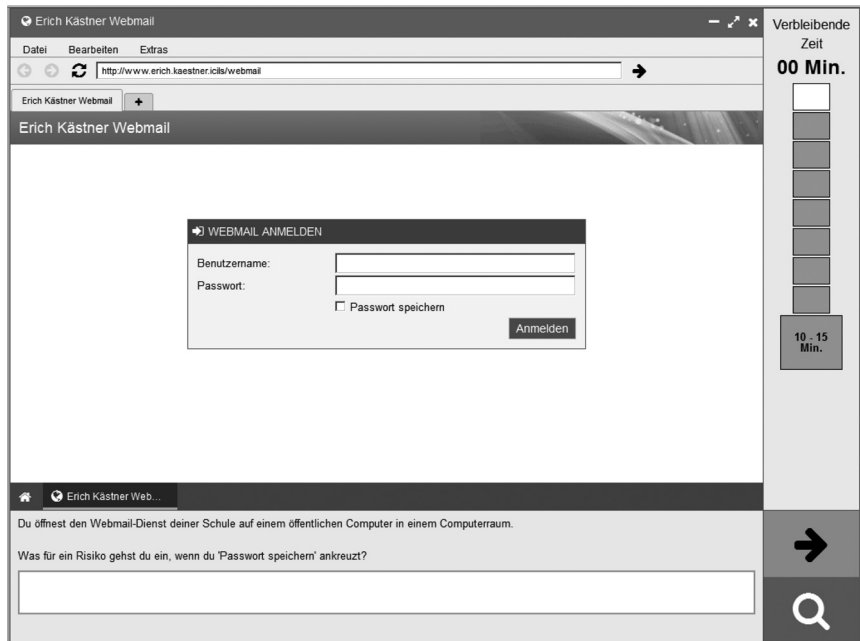 Erich Kästner Webmail
Datei Bearbeiten Extras
http://www.erich.kaestner.icils/webmail
Erich Kästner Webmail
Erich Kästner Webmail
WEBMAIL ANMELDEN
Benutzername:
Passwort:
Passwort speichern
Anmelden
Erich Kästner Web...
Du öffnest den Webmail-Dienst deiner Schule auf einem öffentlichen Computer in einem Computerraum.
Was für ein Risiko gehst du ein, wenn du 'Passwort speichern' ankreuzt?
Verbleibende
Zeit
00 Min.
10 - 15
Min.